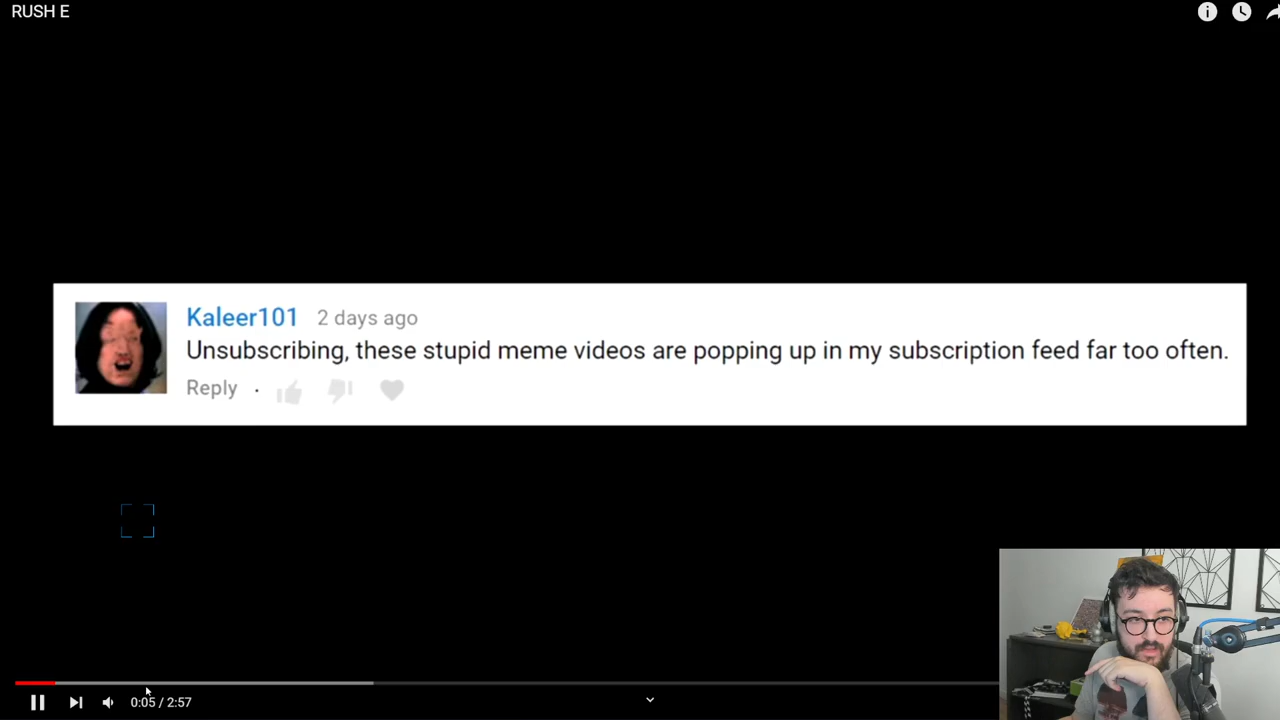 RUSH E
Kaleer101 2 days ago
Unsubscribing, these stupid meme videos are popping up in my subscription feed far too often.
Reply ·
0:05 / 2:57